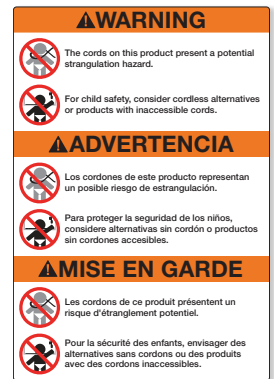 ⚠WARNING
The cords on this product present a potential
strangulation hazard.
For child safety, consider cordless alternatives
or products with inaccessible cords.
⚠ADVERTENCIA
Los cordones de este producto representan
un posible riesgo de estrangulación.
Para proteger la seguridad de los niños,
considere alternativas sin cordón o productos
sin cordones accesibles.
⚠MISE EN GARDE
Les cordons de ce produit présentent un
risque d'étranglement potentiel.
Pour la sécurité des enfants, envisager des
alternatives sans cordons ou des produits
avec des cordons inaccessibles.